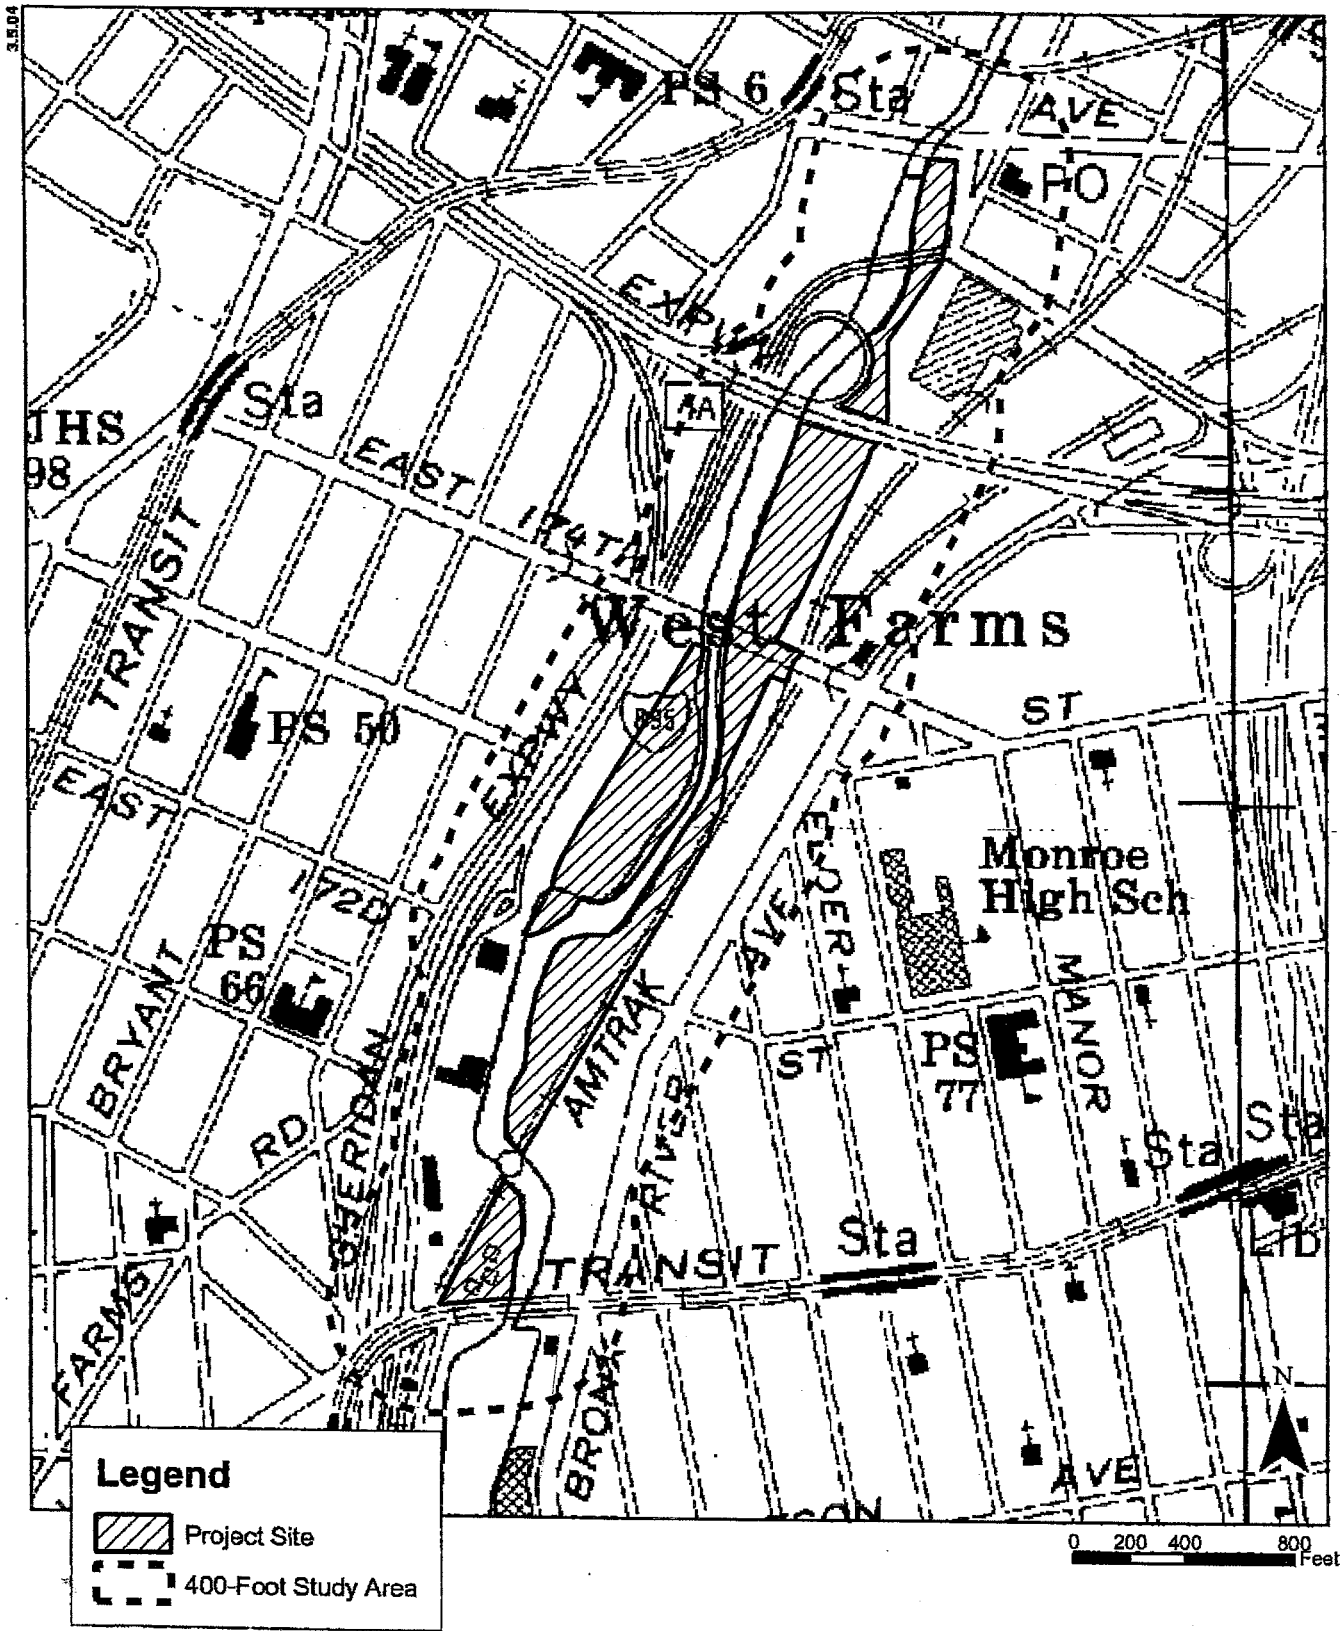 3.5.04
PS 6
Sta
AVE
PO
EXPWY
AA
Sta
JHS
98
EAST
174TH
TRANSIT
West Farms
EXPWY
895
ST
PS 50
EAST
172D
ELDER
Monroe
High Sch
PS
66
AVE
MANOR
BRYANT
AMTRAK
ST
PS
77
RD
SHERIDAN
RIVER
Sta
Sta
Sta
TRANSIT
LIB
FARMS
BRONX
N
AVE
SON
Legend
Project Site
400-Foot Study Area
0 200 400 800
Feet